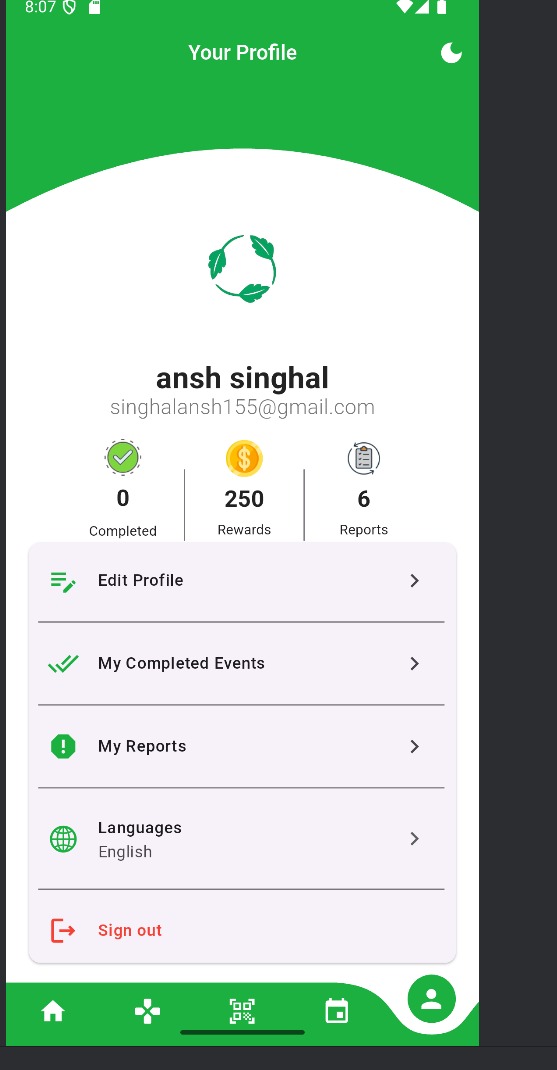 8:07
Your Profile
ansh singhal
singhalansh155@gmail.com
0
250
6
Completed
Rewards
Reports
Edit Profile
My Completed Events
My Reports
Languages
English
Sign out